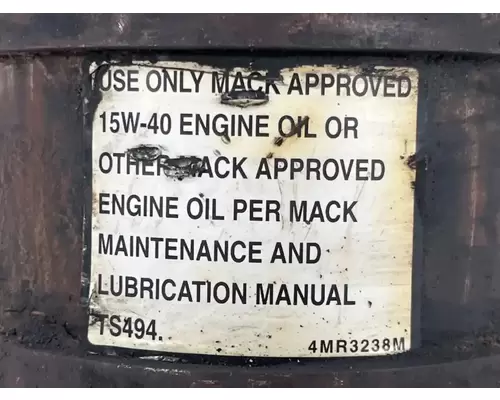 USE ONLY MACK APPROVED
15W-40 ENGINE OIL OR
OTHER MACK APPROVED
ENGINE OIL PER MACK
MAINTENANCE AND
LUBRICATION MANUAL
TS494.
4MR3238M